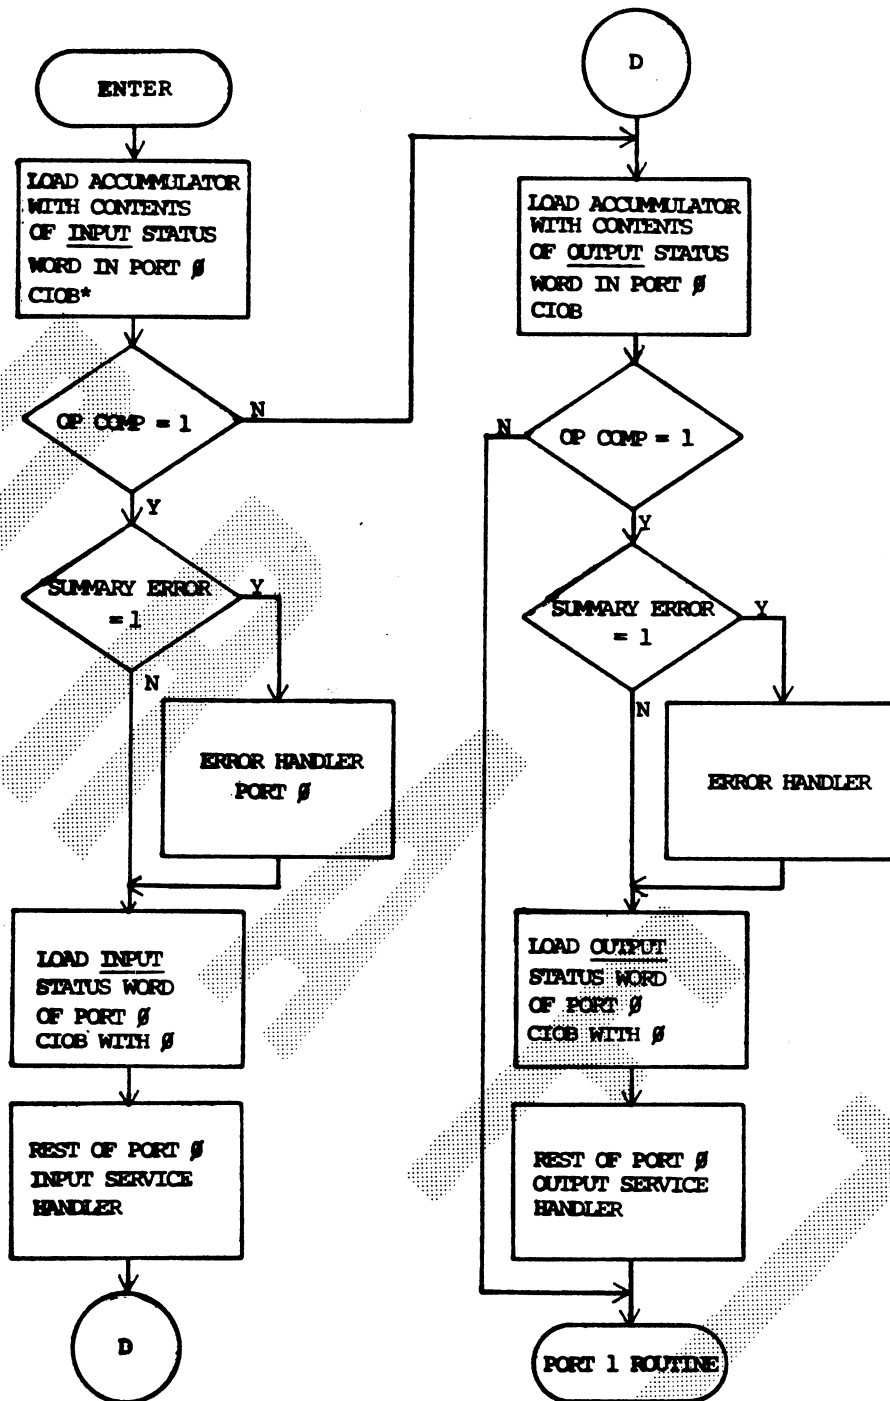 ENTER
LOAD ACCUMMULATOR
WITH CONTENTS
OF INPUT STATUS
WORD IN PORT Ø
CIOB*
OP COMP = 1
N
Y
SUMMARY ERROR
= 1
Y
N
ERROR HANDLER
PORT Ø
LOAD INPUT
STATUS WORD
OF PORT Ø
CIOB WITH Ø
REST OF PORT Ø
INPUT SERVICE
HANDLER
D
D
LOAD ACCUMMULATOR
WITH CONTENTS
OF OUTPUT STATUS
WORD IN PORT Ø
CIOB
OP COMP = 1
N
Y
SUMMARY ERROR
= 1
Y
N
ERROR HANDLER
LOAD OUTPUT
STATUS WORD
OF PORT Ø
CIOB WITH Ø
REST OF PORT Ø
OUTPUT SERVICE
HANDLER
PORT 1 ROUTINE